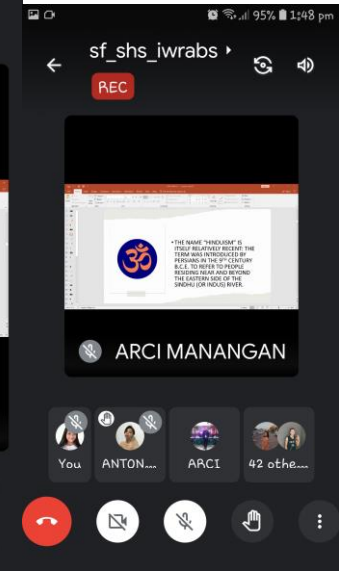 95% 1:48 pm
sf_shs_iwrabs
REC
• THE NAME "HINDUISM" IS
ITSELF RELATIVELY RECENT: THE
TERM WAS INTRODUCED BY
PERSIANS IN THE 9TH CENTURY
B.C.E. TO REFER TO PEOPLE
RESIDING NEAR AND BEYOND
THE EASTERN SIDE OF THE
SINDHU (OR INDUS) RIVER.
ARCI MANANGAN
You ANTON... ARCI 42 othe...